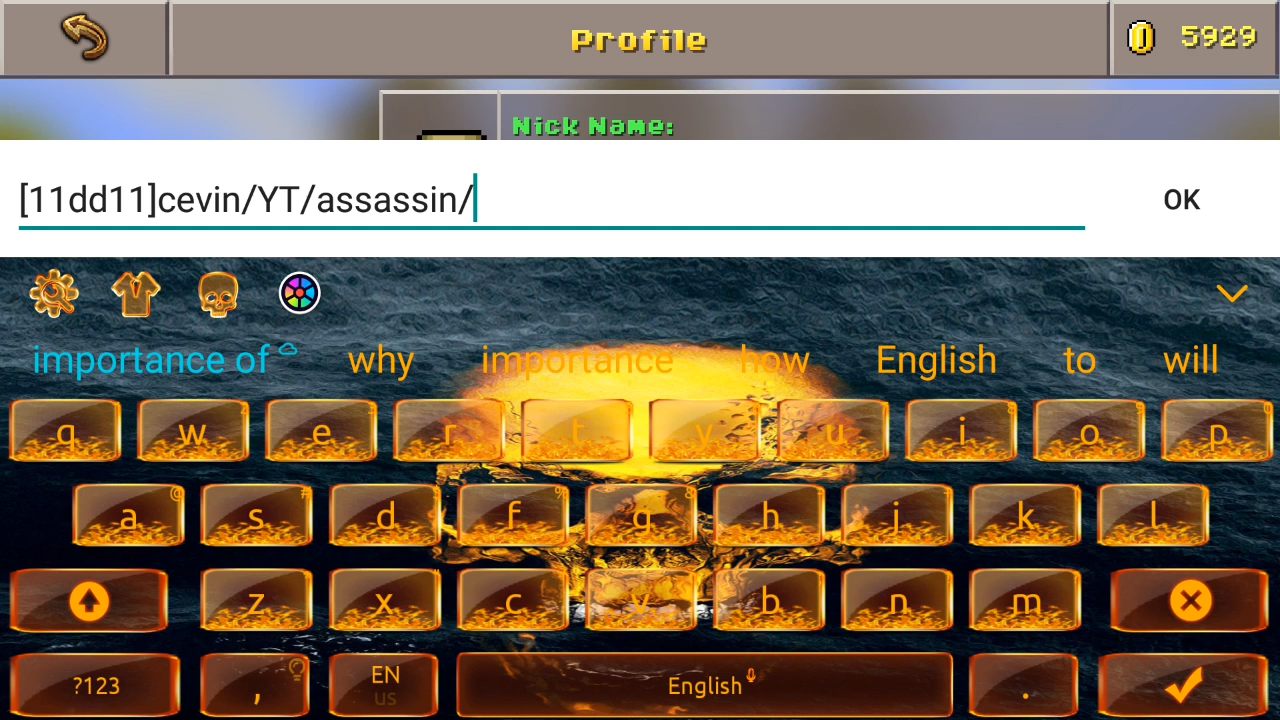 Profile
5929
Nick Name:
[11dd11]cevin/YT/assassin/
OK
importance of why importance how English to will
q w e r t y u i o p
a s d f g h j k l
z x c v b n m
?123 , EN US English .